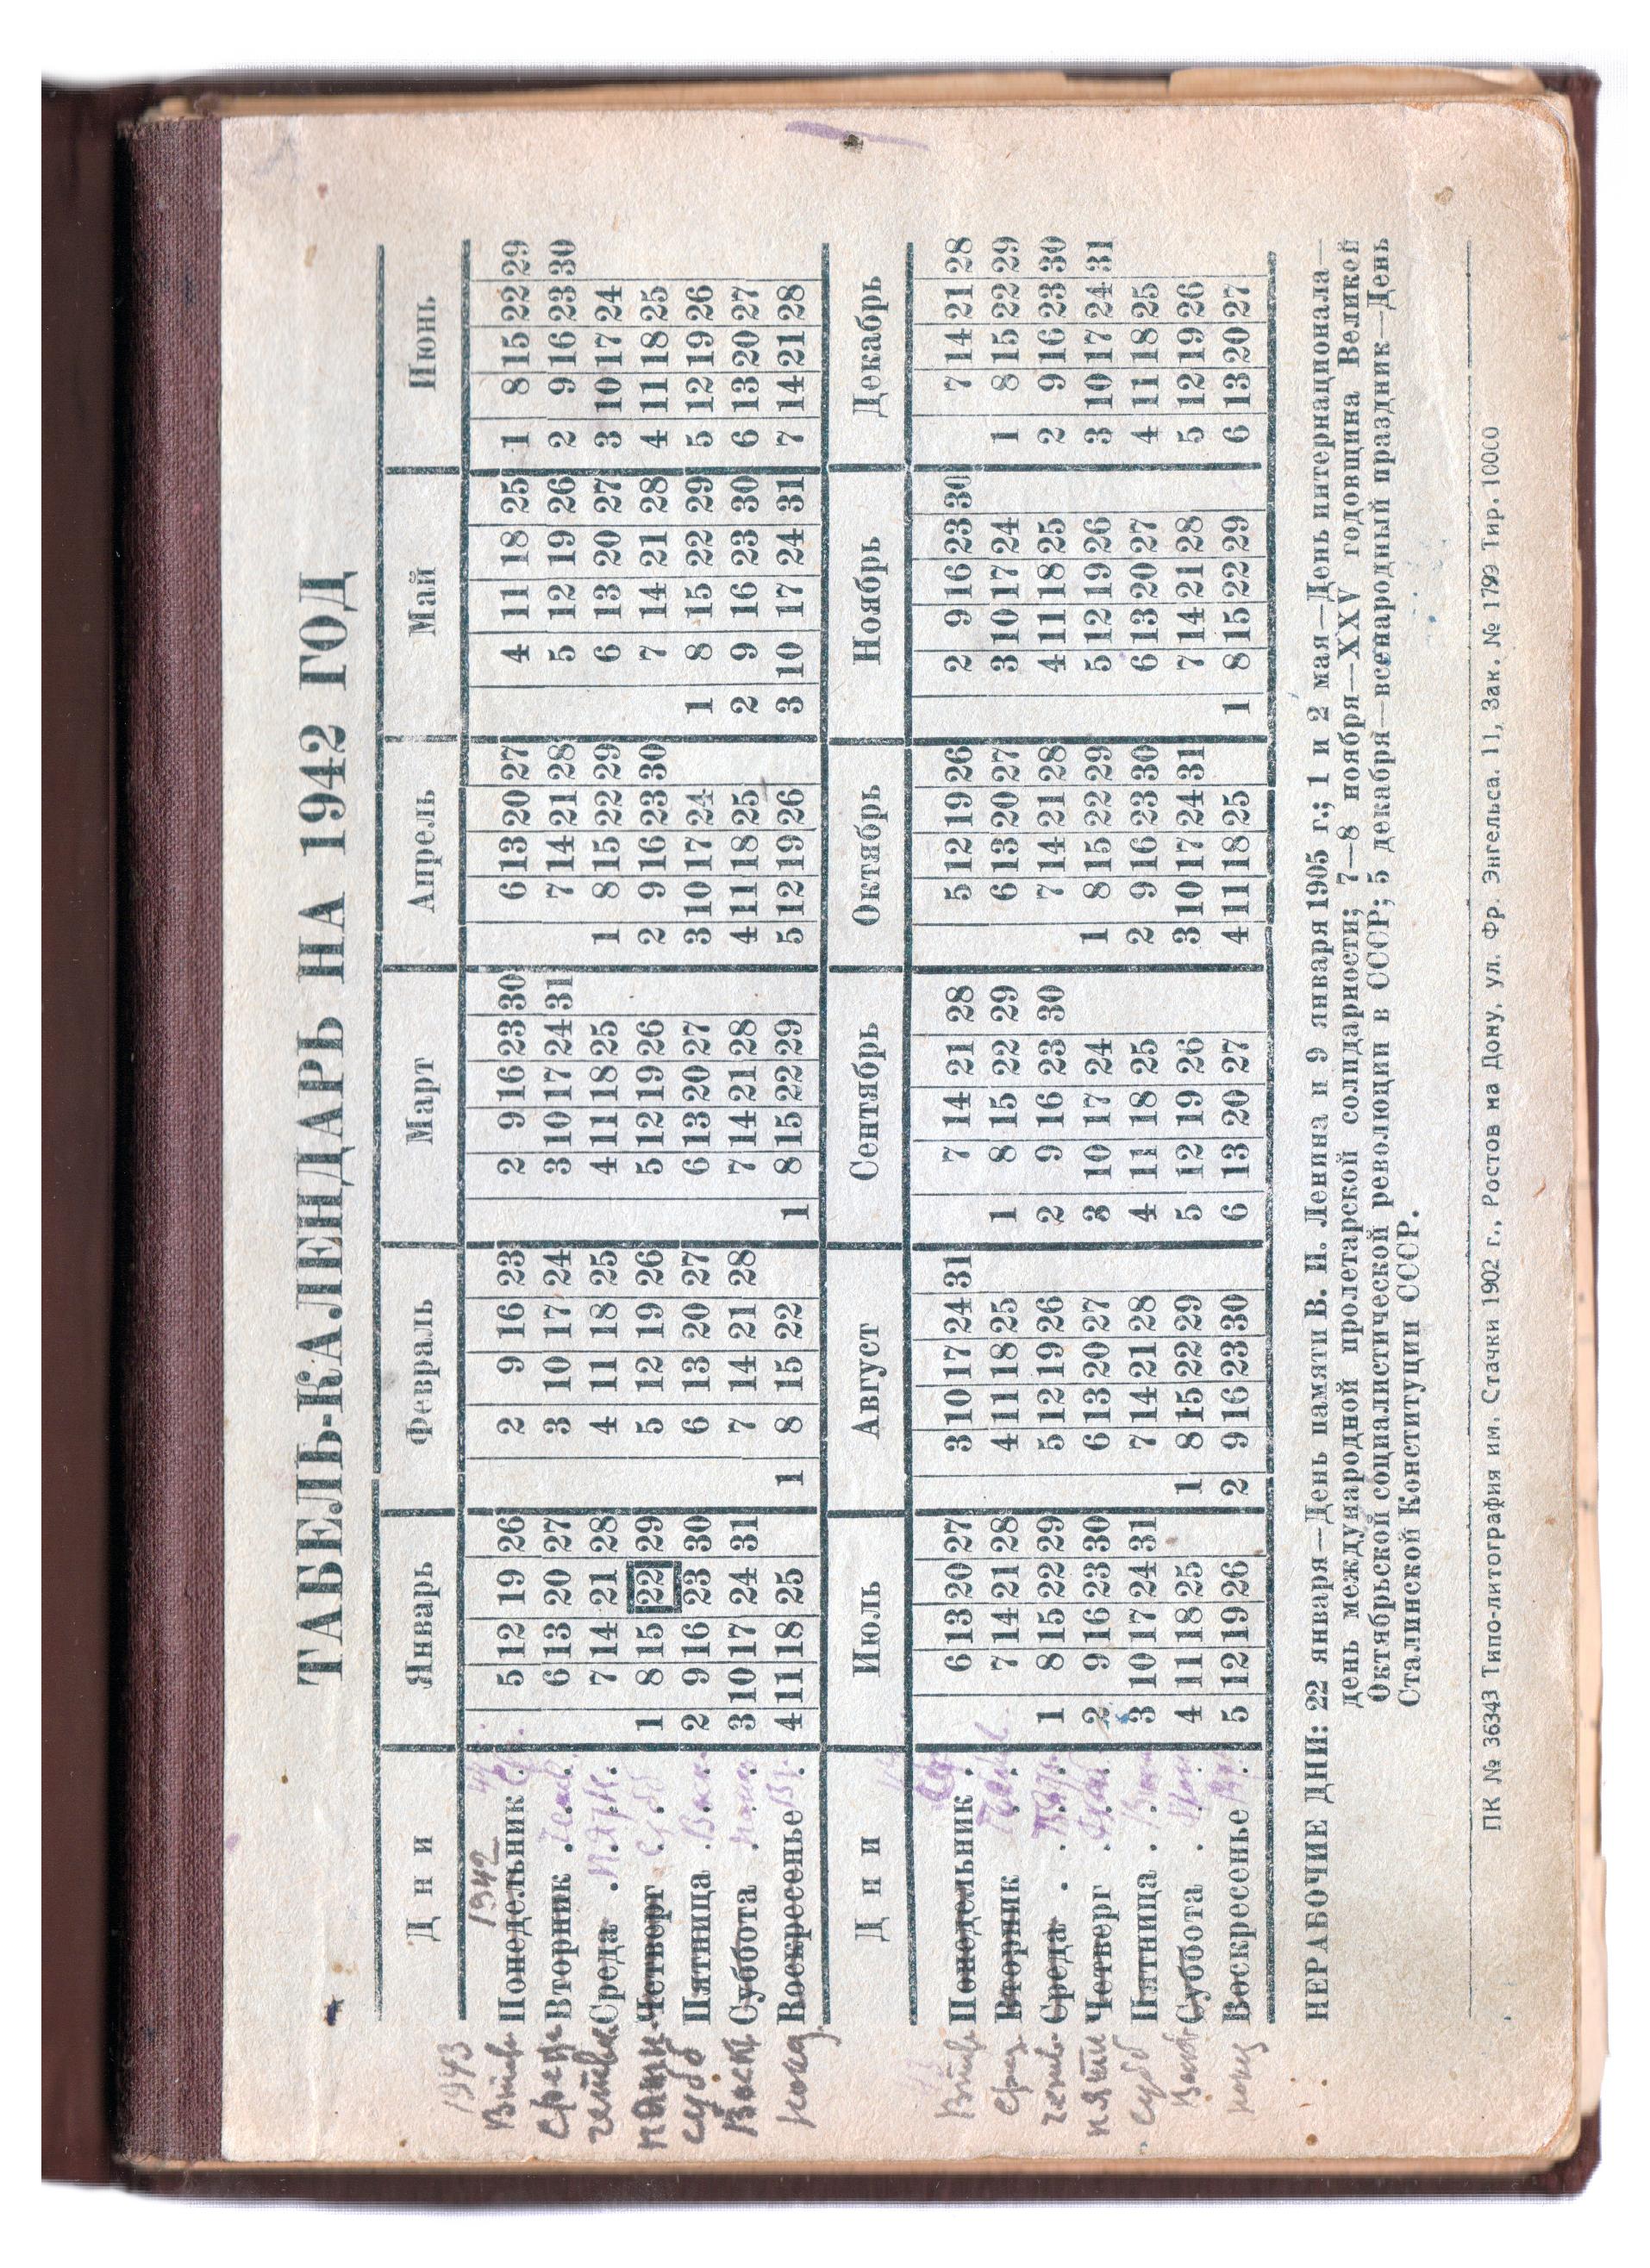 ТАБЕЛЬ-КАЛЕНДАРЬ НА 1942 ГОД
Дни Январь Февраль Март Апрель Май Июнь
1943 1942
Понедельник 5 12 19 26 2 9 16 23 2 9 16 23 30 6 13 20 27 4 11 18 25 1 8 15 22 29
Вторник . . 6 13 20 27 3 10 17 24 3 10 17 24 31 7 14 21 28 5 12 19 26 2 9 16 23 30
Среда . . . 7 14 21 28 4 11 18 25 4 11 18 25 1 8 15 22 29 6 13 20 27 3 10 17 24
Четверг . . 1 8 15 22 29 5 12 19 26 5 12 19 26 2 9 16 23 30 7 14 21 28 4 11 18 25
субб Пятница . . 2 9 16 23 30 6 13 20 27 6 13 20 27 3 10 17 24 1 8 15 22 29 5 12 19 26
Суббота . . 3 10 17 24 31 7 14 21 28 7 14 21 28 4 11 18 25 2 9 16 23 30 6 13 20 27
Воскресенье . 4 11 18 25 1 8 15 22 1 8 15 22 29 5 12 19 26 3 10 17 24 31 7 14 21 28
Дни Июль Август Сентябрь Октябрь Ноябрь Декабрь
Понедельник . 6 13 20 27 3 10 17 24 31 7 14 21 28 5 12 19 26 2 9 16 23 30 7 14 21 28
Вторник . . 7 14 21 28 4 11 18 25 1 8 15 22 29 6 13 20 27 3 10 17 24 1 8 15 22 29
Среда . . . 1 8 15 22 29 5 12 19 26 2 9 16 23 30 7 14 21 28 4 11 18 25 2 9 16 23 30
Четверг . . 2 9 16 23 30 6 13 20 27 3 10 17 24 1 8 15 22 29 5 12 19 26 3 10 17 24 31
субб Пятница . . 3 10 17 24 31 7 14 21 28 4 11 18 25 2 9 16 23 30 6 13 20 27 4 11 18 25
Суббота . . 4 11 18 25 1 8 15 22 29 5 12 19 26 3 10 17 24 31 7 14 21 28 5 12 19 26
Воскресенье . 5 12 19 26 2 9 16 23 30 6 13 20 27 4 11 18 25 1 8 15 22 29 6 13 20 27
НЕРАБОЧИЕ ДНИ: 22 января—День памяти В. И. Ленина и 9 января 1905 г.; 1 и 2 мая—День интернационала—
день международной пролетарской солидарности; 7—8 ноября—XXV годовщина Великой
Октябрьской социалистической революции в СССР; 5 декабря—всенародный праздник—День
Сталинской Конституции СССР.
ПК № 36343 Типо-литография им. Стачки 1902 г., Ростов на Дону, ул. Фр. Энгельса, 11, Зак. № 1799 Тир. 10000